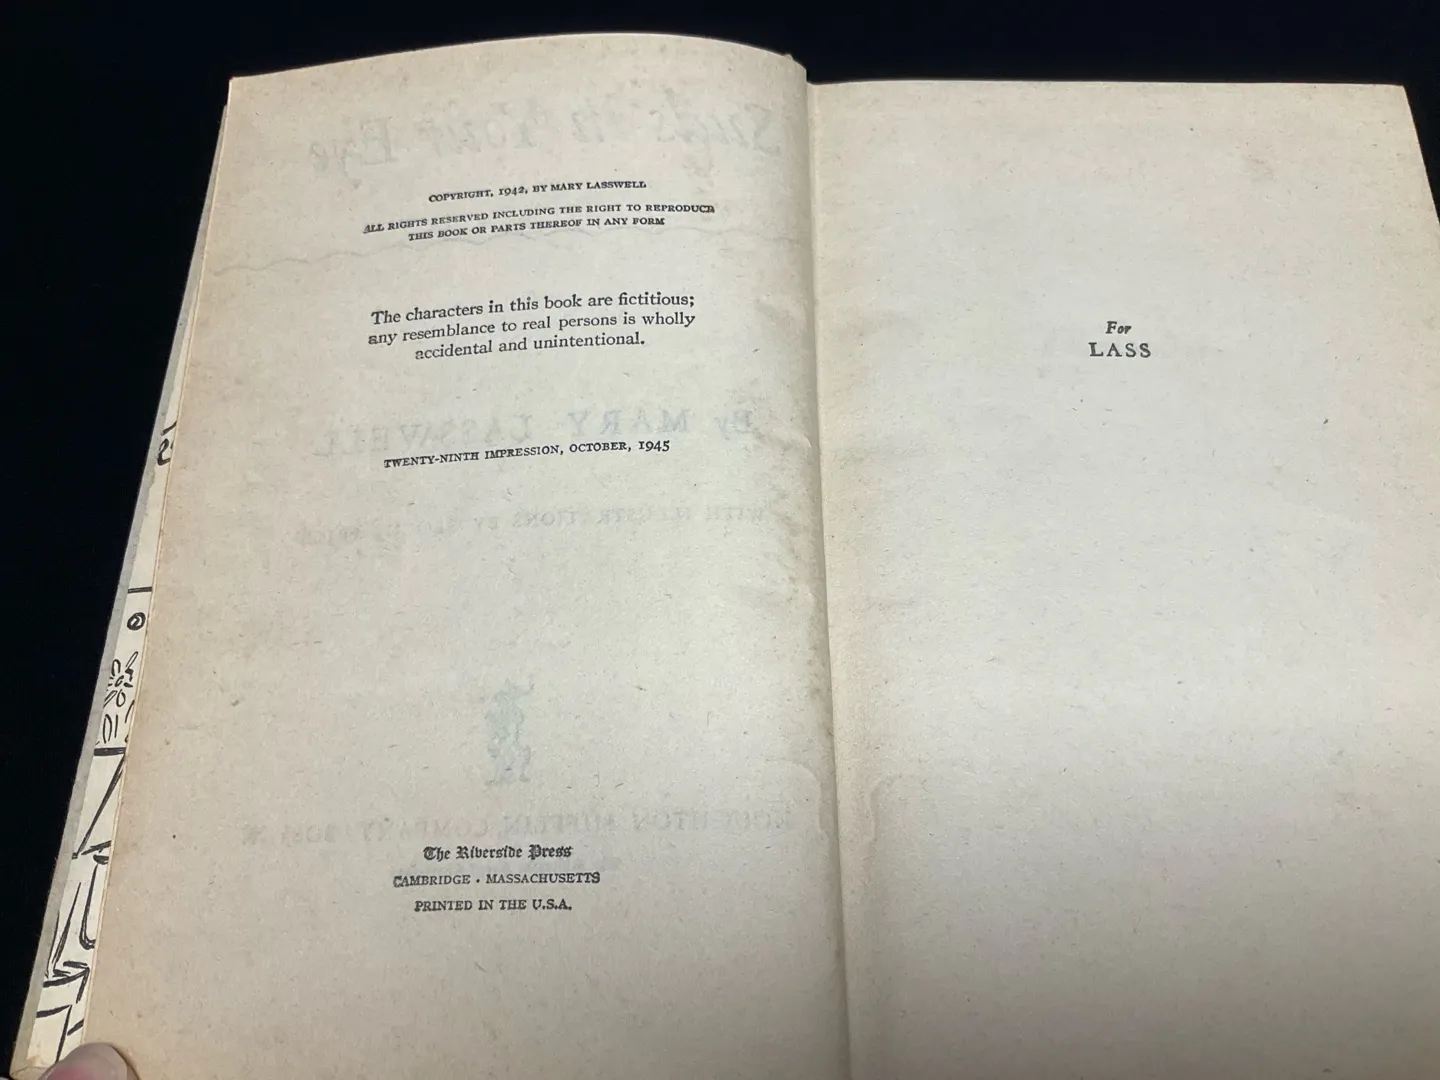 COPYRIGHT, 1942, BY MARY LASSWELL
ALL RIGHTS RESERVED INCLUDING THE RIGHT TO REPRODUCE
THIS BOOK OR PARTS THEREOF IN ANY FORM
The characters in this book are fictitious;
any resemblance to real persons is wholly
accidental and unintentional.
TWENTY-NINTH IMPRESSION, OCTOBER, 1945
The Riverside Press
CAMBRIDGE · MASSACHUSETTS
PRINTED IN THE U.S.A.
For
LASS